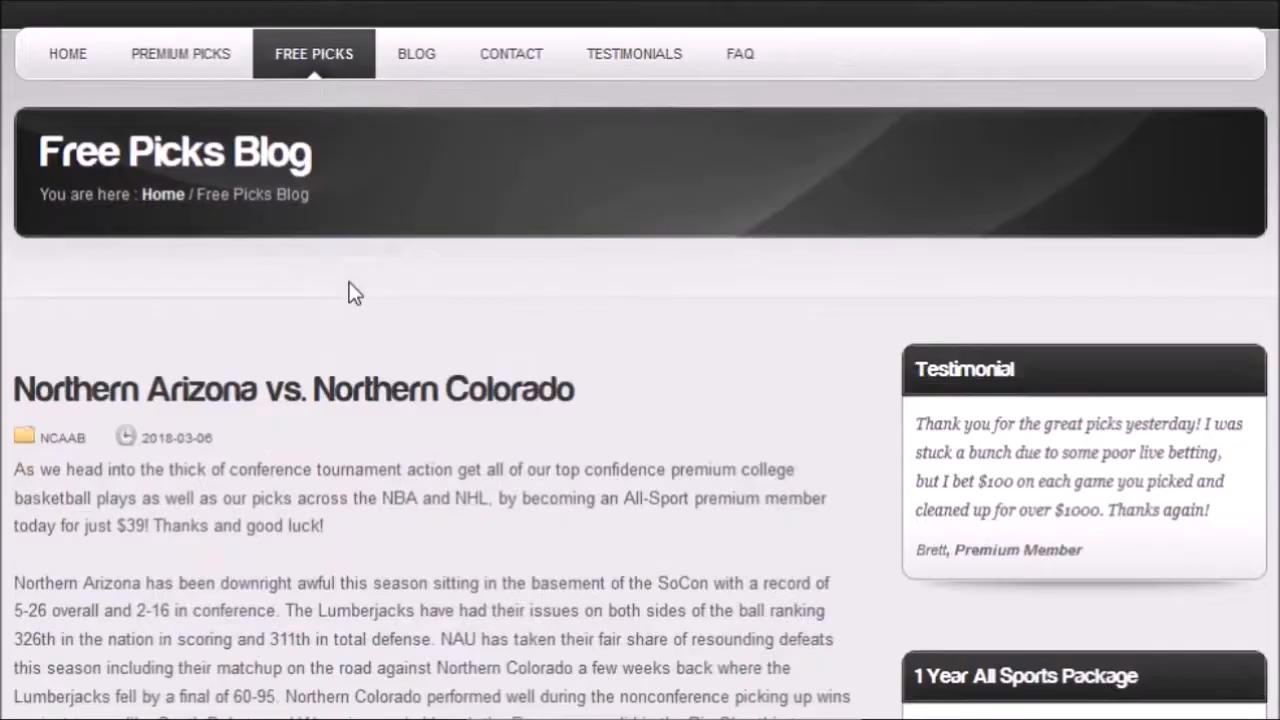 HOME PREMIUM PICKS FREE PICKS BLOG CONTACT TESTIMONIALS FAQ
Free Picks Blog
You are here : Home / Free Picks Blog
Northern Arizona vs. Northern Colorado
NCAAB 2018-03-06
As we head into the thick of conference tournament action get all of our top confidence premium college
basketball plays as well as our picks across the NBA and NHL, by becoming an All-Sport premium member
today for just $39! Thanks and good luck!
Northern Arizona has been downright awful this season sitting in the basement of the SoCon with a record of
5-26 overall and 2-16 in conference. The Lumberjacks have had their issues on both sides of the ball ranking
326th in the nation in scoring and 311th in total defense. NAU has taken their fair share of resounding defeats
this season including their matchup on the road against Northern Colorado a few weeks back where the
Lumberjacks fell by a final of 60-95. Northern Colorado performed well during the nonconference picking up wins
Testimonial
Thank you for the great picks yesterday! I was
stuck a bunch due to some poor live betting,
but I bet $100 on each game you picked and
cleaned up for over $1000. Thanks again!
Brett, Premium Member
1 Year All Sports Package